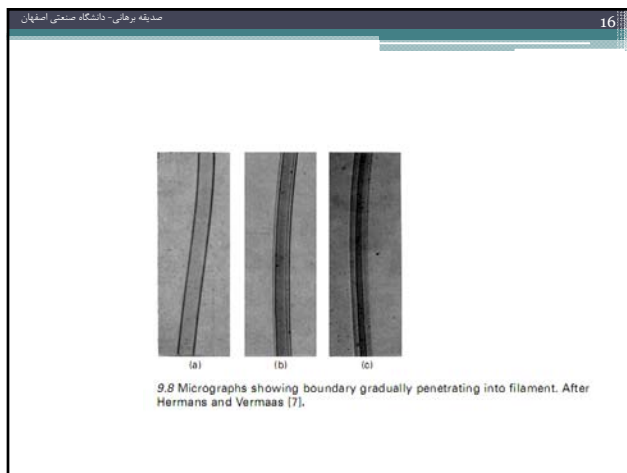 صدیقه برهانی- دانشگاه صنعتی اصفهان
16
(a) (b) (c)
9.8 Micrographs showing boundary gradually penetrating into filament. After
Hermans and Vermaas [7].